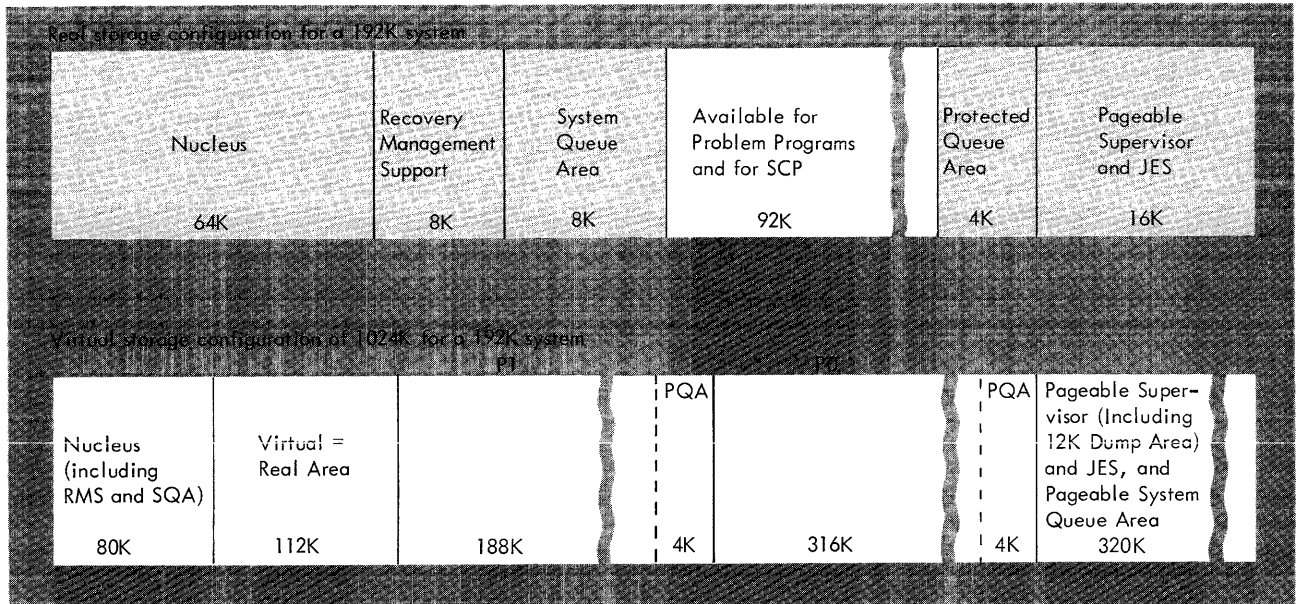 Real storage configuration for a 192K system
Nucleus
64K
Recovery
Management
Support
8K
System
Queue
Area
8K
Available for
Problem Programs
and for SCP
92K
Protected
Queue
Area
4K
Pageable
Supervisor
and JES
16K
Virtual storage configuration of 1024K for a 192K system
P1
P0
Nucleus
(including
RMS and SQA)
80K
Virtual =
Real Area
112K
188K
PQA
4K
316K
PQA
4K
Pageable Super-
visor (Including
12K Dump Area)
and JES, and
Pageable System
Queue Area
320K